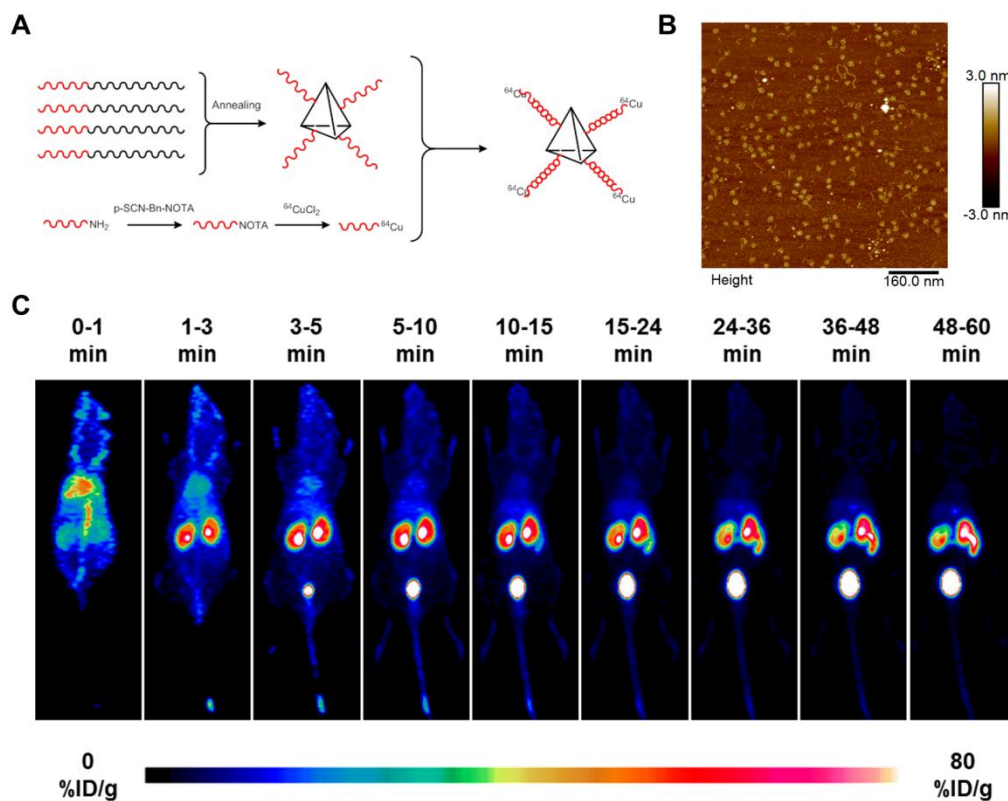 A
Annealing
p-SCN-Bn-NOTA
⁶⁴CuCl₂
NH₂
NOTA
⁶⁴Cu
⁶⁴Cu
⁶⁴Cu
⁶⁴Cu
⁶⁴Cu
B
3.0 nm
-3.0 nm
Height
160.0 nm
C
0-1 min
1-3 min
3-5 min
5-10 min
10-15 min
15-24 min
24-36 min
36-48 min
48-60 min
0 %ID/g
80 %ID/g